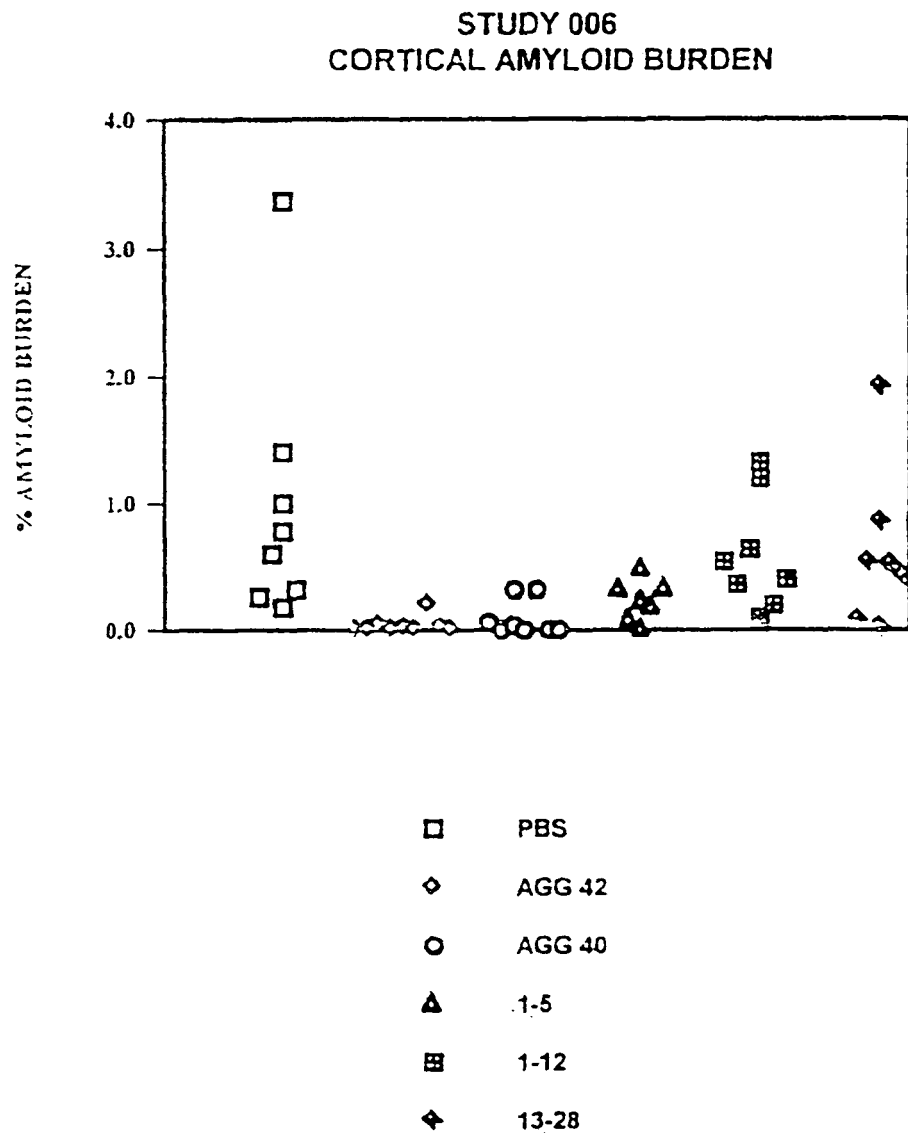 STUDY 006
CORTICAL AMYLOID BURDEN
% AMYLOID BURDEN
4.0
3.0
2.0
1.0
0.0
PBS
AGG 42
AGG 40
1-5
1-12
13-28